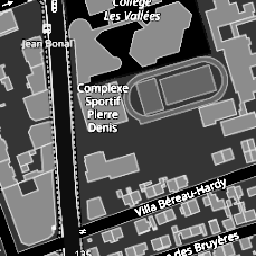 Collège –
Les Vallées
Jean Bonal
Complexe
Sportif
Pierre
Denis
Villa Béreau-Hardy
des Bruyères